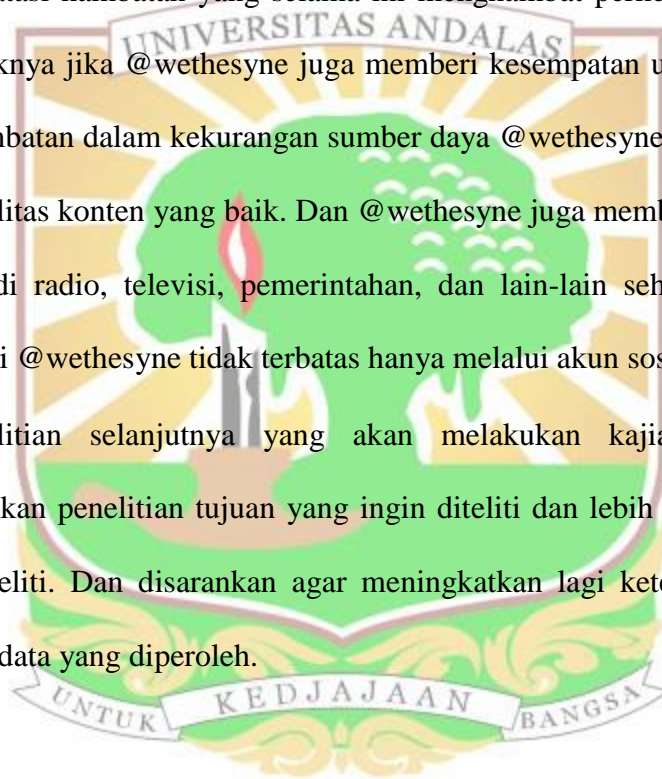 UNIVERSITAS ANDALAS
knya jika @wethesyne juga memberi kesempatan u
batan dalam kekurangan sumber daya @wethesyne
litas konten yang baik. Dan @wethesyne juga memb
di radio, televisi, pemerintahan, dan lain-lain seh
i @wethesyne tidak terbatas hanya melalui akun sos
litian selanjutnya yang akan melakukan kajia
kan penelitian tujuan yang ingin diteliti dan lebih
eliti. Dan disarankan agar meningkatkan lagi kete
data yang diperoleh.
UNTUK KEDJAJAAN BANGSA